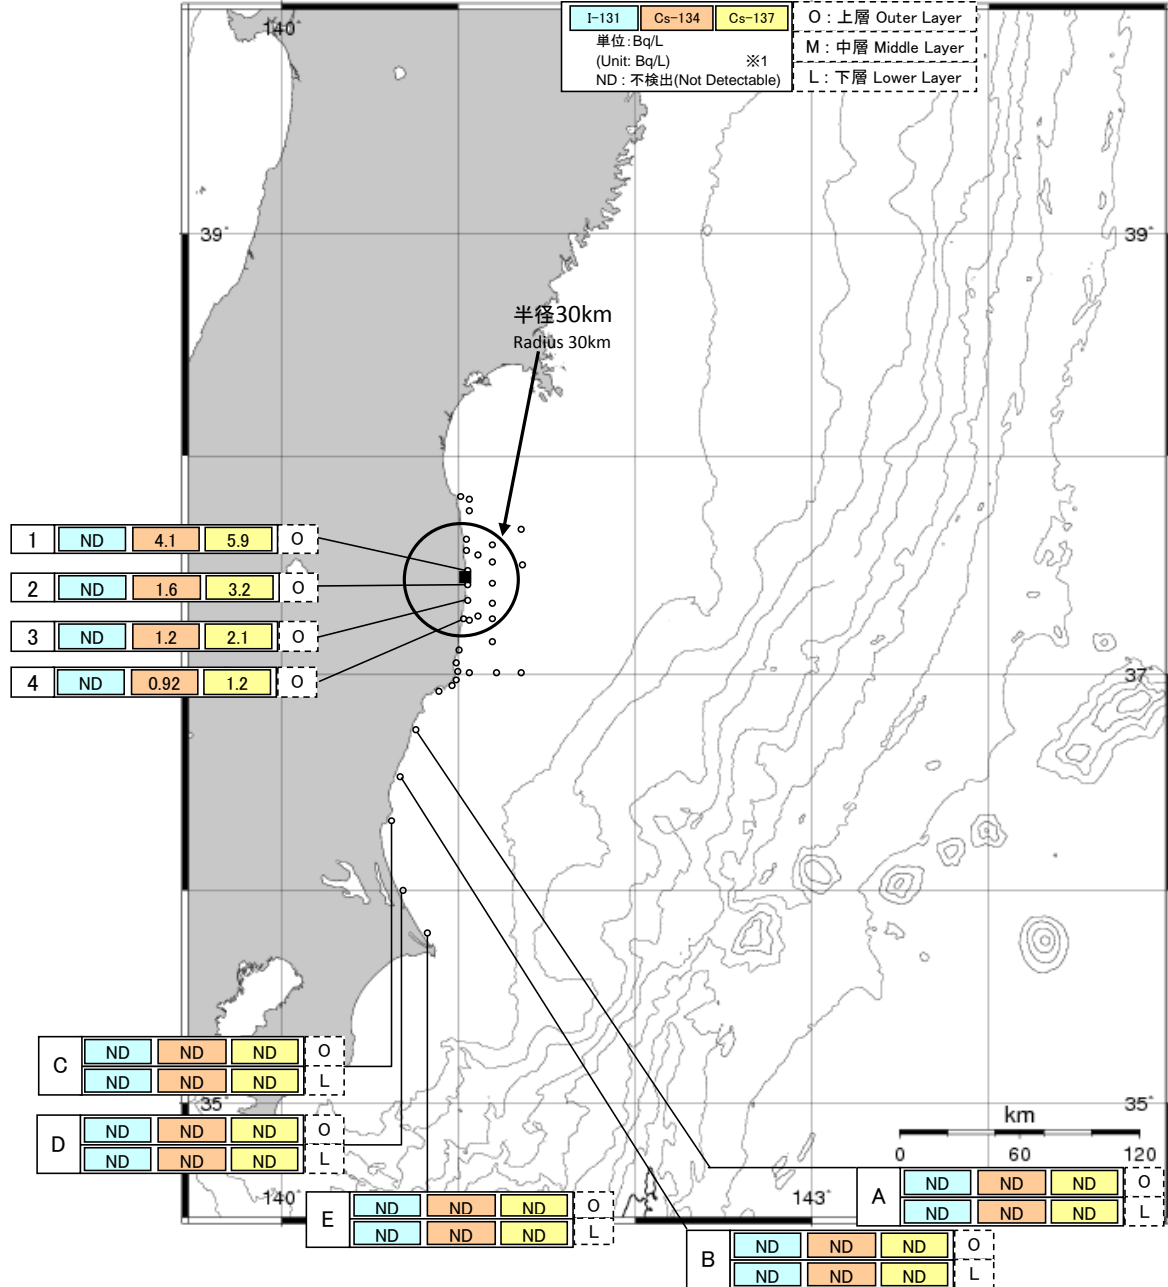 I-131 Cs-134 Cs-137
単位:Bq/L
(Unit: Bq/L) ※1
ND : 不検出(Not Detectable)
O : 上層 Outer Layer
M : 中層 Middle Layer
L : 下層 Lower Layer
140°
39° 39°
半径30km
Radius 30km
1 ND 4.1 5.9 O
2 ND 1.6 3.2 O
3 ND 1.2 2.1 O
4 ND 0.92 1.2 O
37°
C ND ND ND O
ND ND ND L
35° 35°
D ND ND ND O
ND ND ND L
km
0 60 120
140° 143°
A ND ND ND O
ND ND ND L
E ND ND ND O
ND ND ND L
B ND ND ND O
ND ND ND L